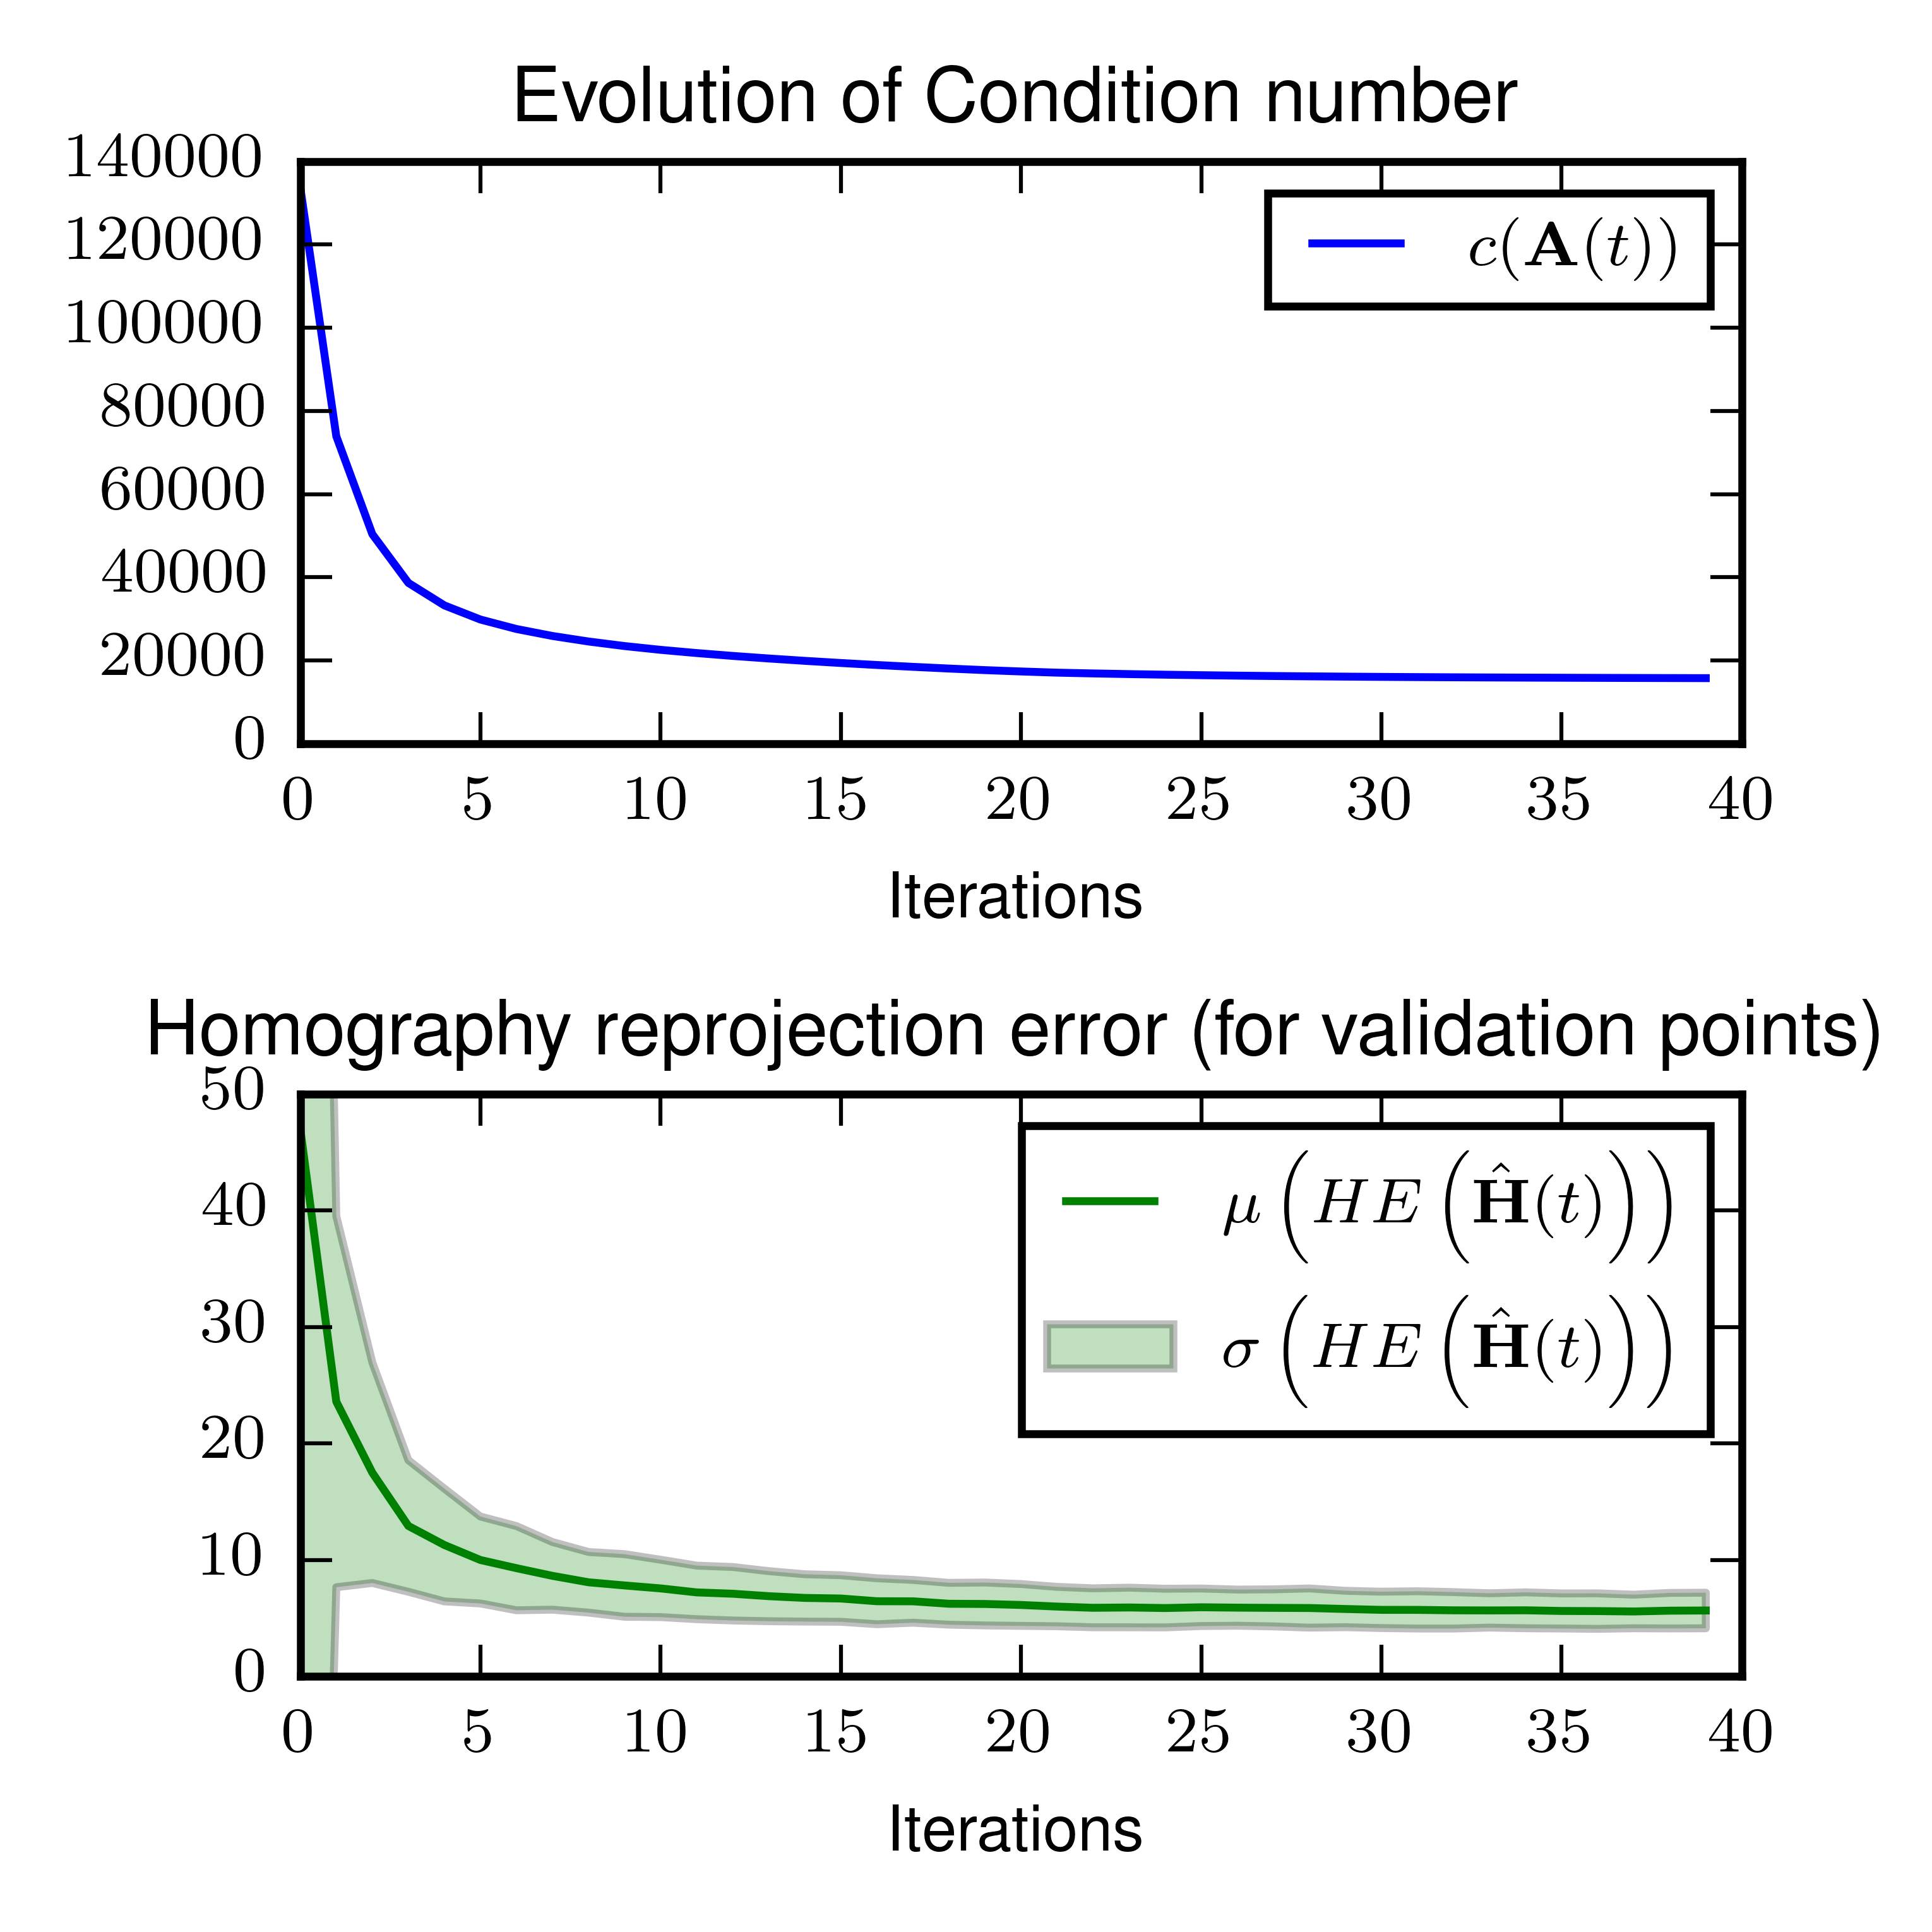 Evolution of Condition number
140000
120000
100000
80000
60000
40000
20000
0
c(A(t))
0 5 10 15 20 25 30 35 40
Iterations
Homography reprojection error (for validation points)
50
40
30
20
10
0
μ(HE(Ĥ(t)))
σ(HE(Ĥ(t)))
0 5 10 15 20 25 30 35 40
Iterations